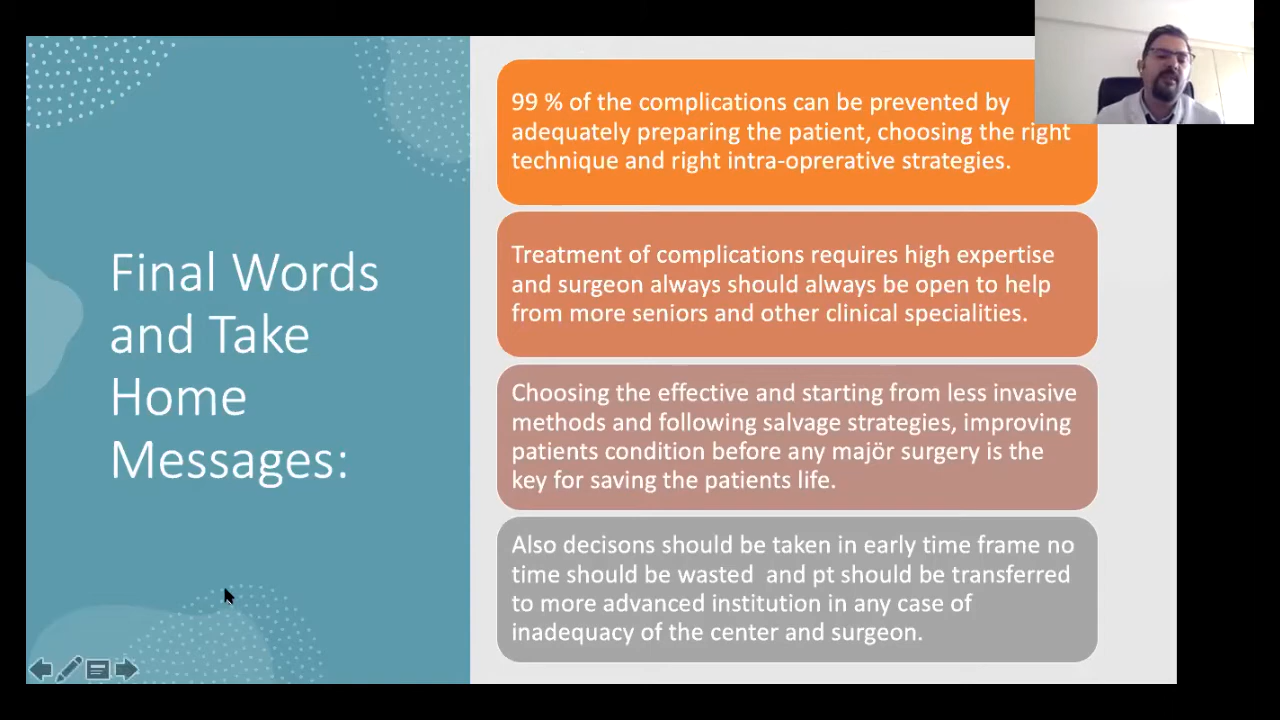 Final Words
and Take
Home
Messages:
99 % of the complications can be prevented by
adequately preparing the patient, choosing the right
technique and right intra-oprerative strategies.
Treatment of complications requires high expertise
and surgeon always should always be open to help
from more seniors and other clinical specialities.
Choosing the effective and starting from less invasive
methods and following salvage strategies, improving
patients condition before any majör surgery is the
key for saving the patients life.
Also decisons should be taken in early time frame no
time should be wasted  and pt should be transferred
to more advanced institution in any case of
inadequacy of the center and surgeon.